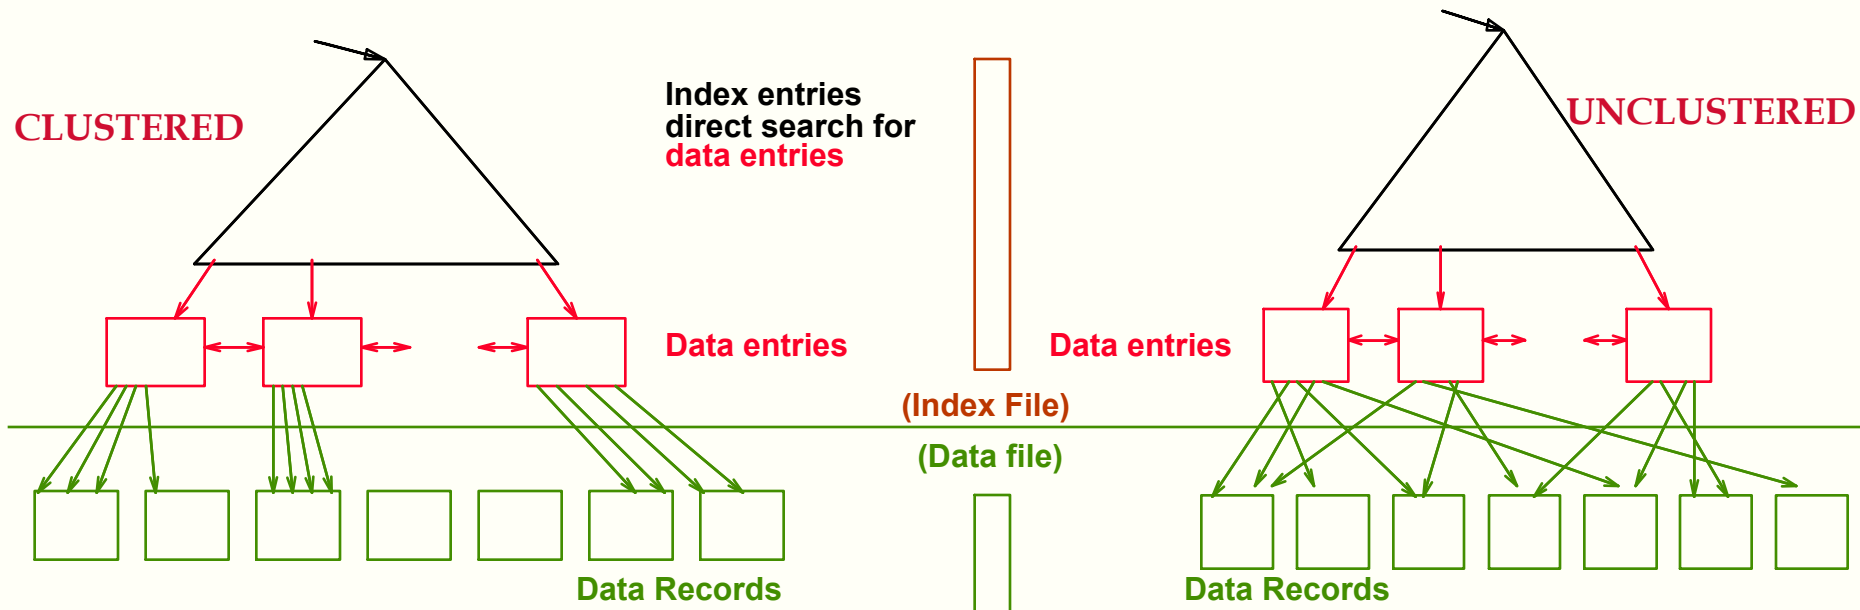 CLUSTERED
Index entries
direct search for
data entries
UNCLUSTERED
Data entries
Data entries
(Index File)
(Data file)
Data Records
Data Records